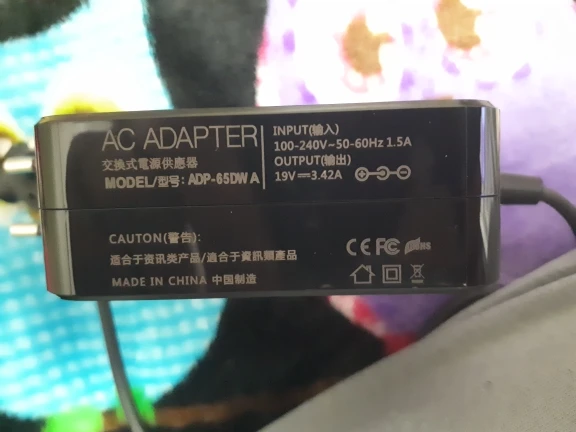 AC ADAPTER
交換式電源供應器
MODEL/型号: ADP-65DW A
INPUT(输入)
100-240V~50-60Hz 1.5A
OUTPUT(输出)
19V⎓3.42A
CAUTON(警告):
适合于资讯类产品/適合于資訊類產品
MADE IN CHINA 中国制造
CE FC